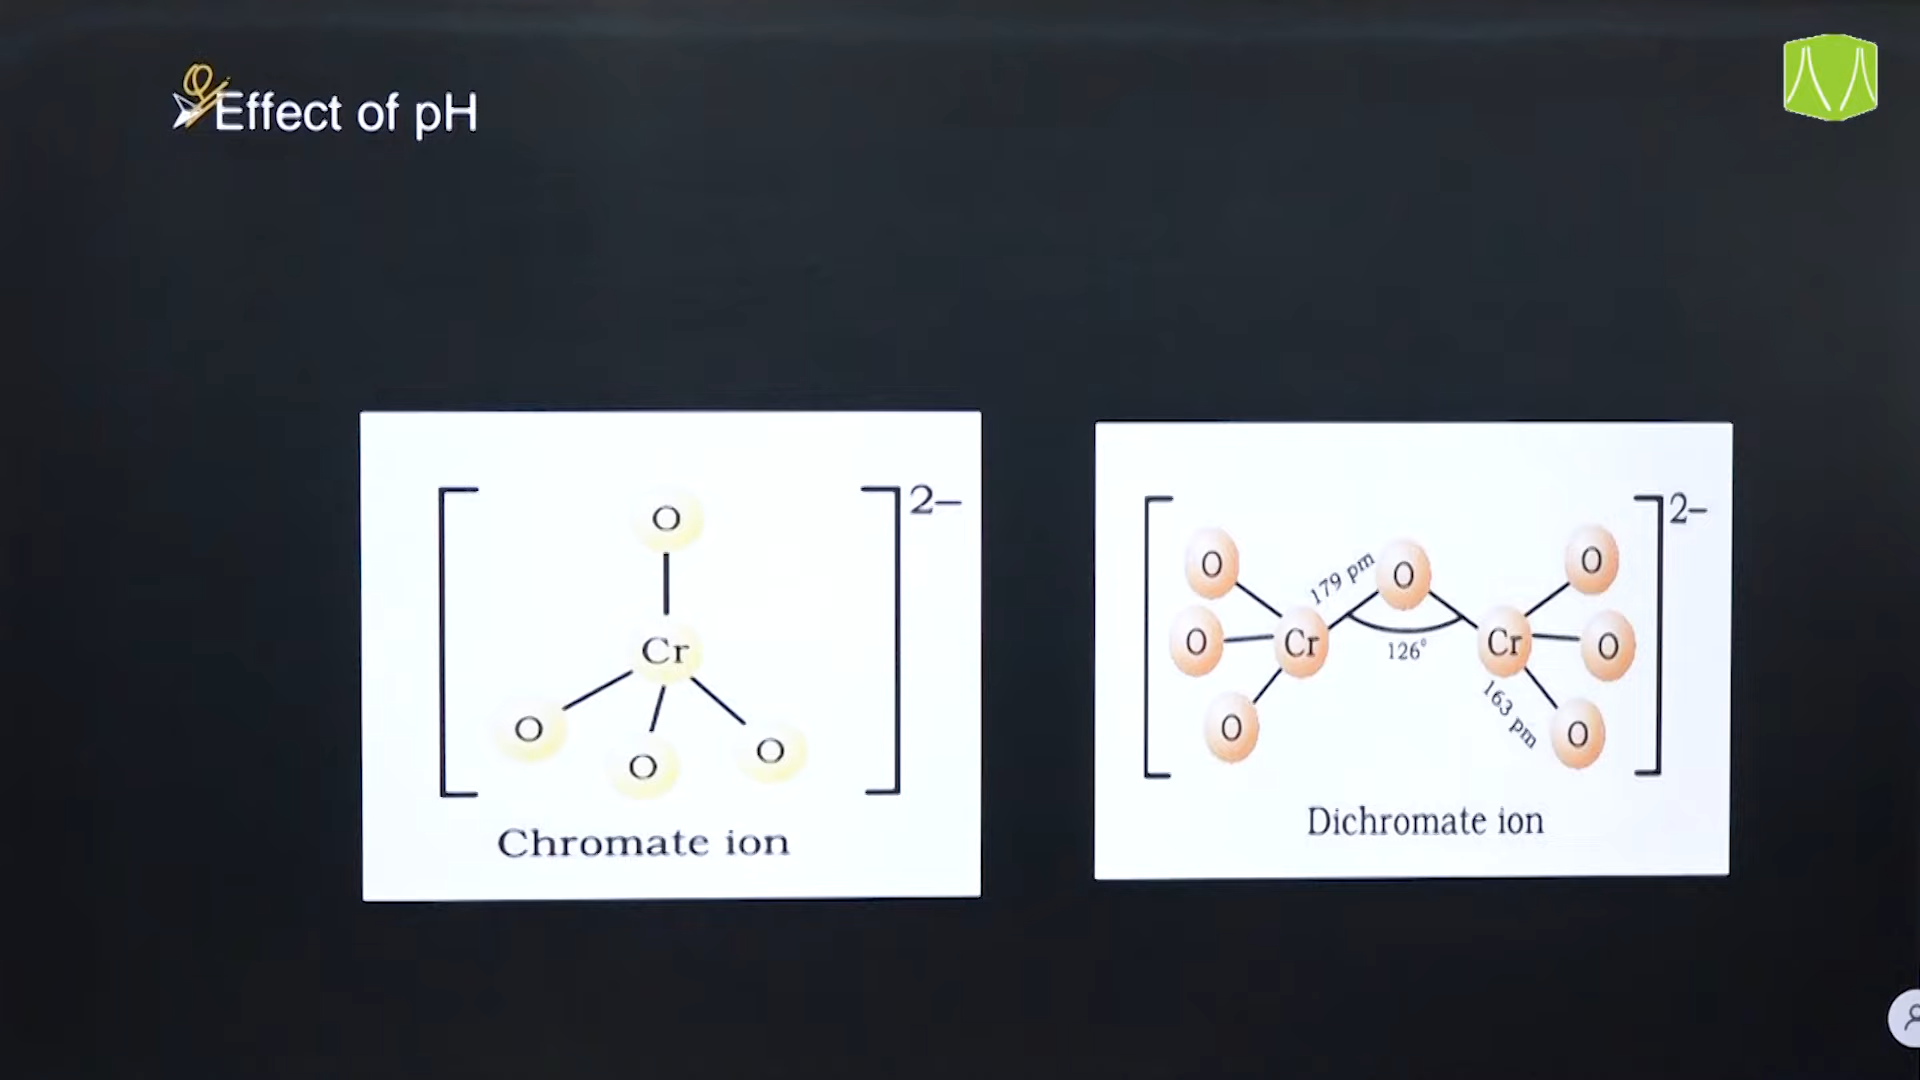 Effect of pH
2–
O
Cr
O
O
O
Chromate ion
2–
O
179 pm
O
O
O
Cr
126°
Cr
O
O
163 pm
O
Dichromate ion